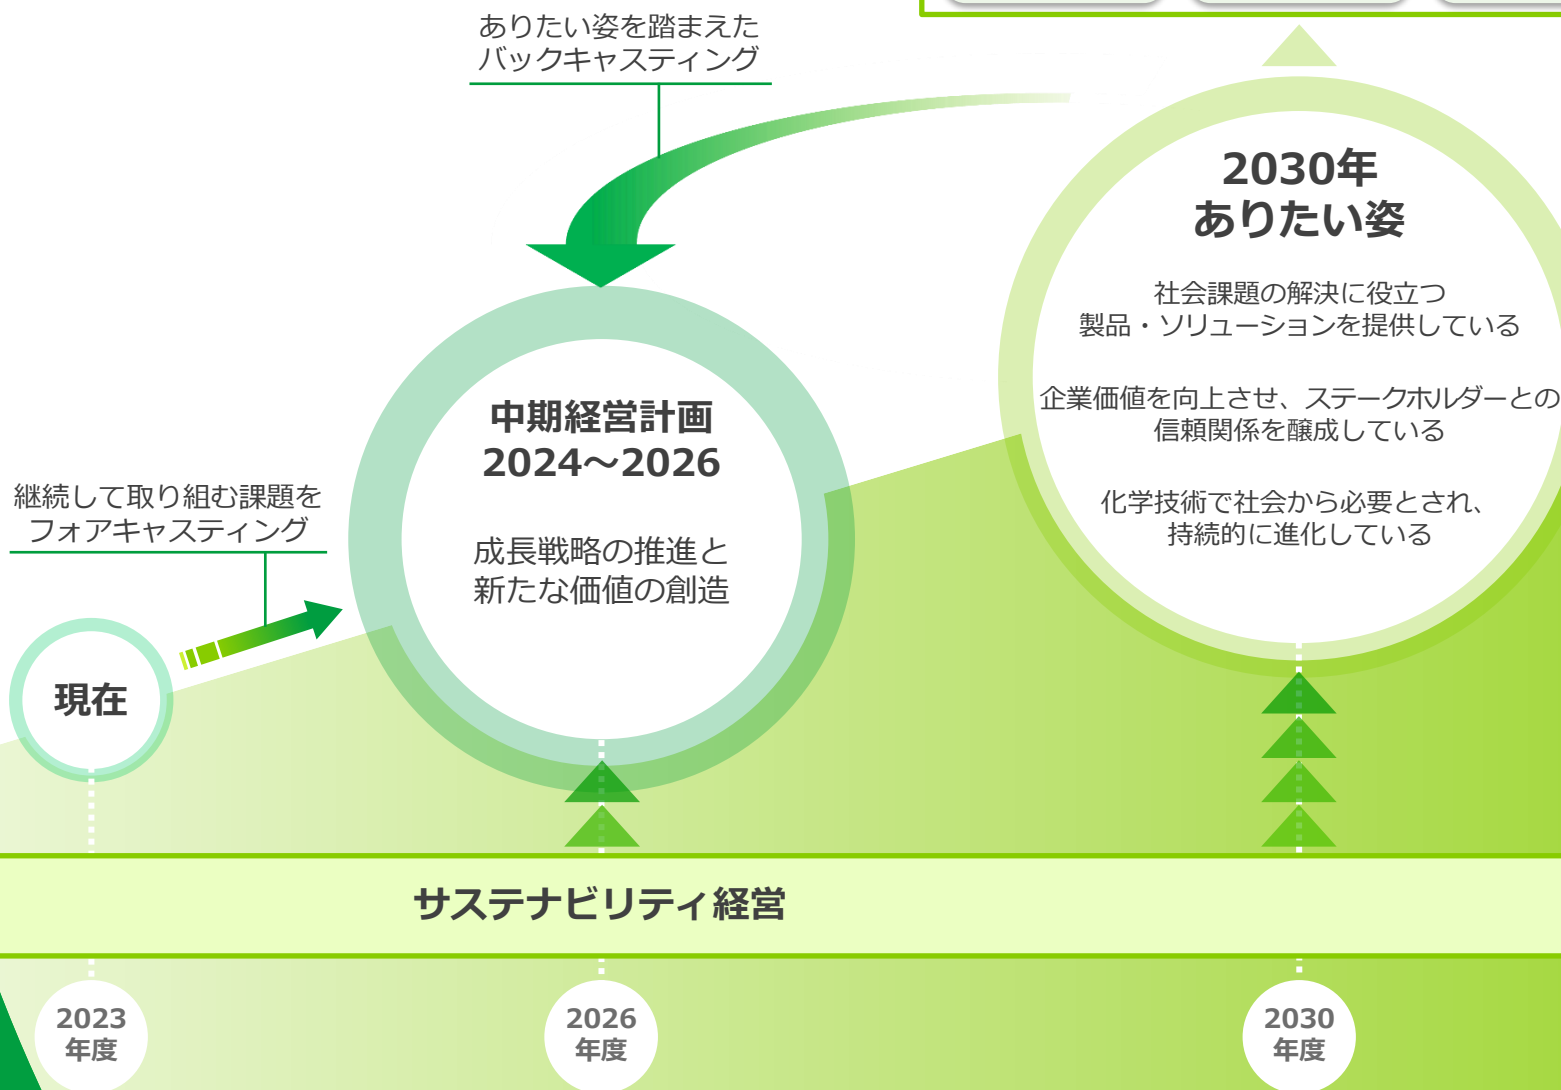 ありたい姿を踏まえた
バックキャスティング
2030年
ありたい姿
社会課題の解決に役立つ
製品・ソリューションを提供している
企業価値を向上させ、ステークホルダーとの
信頼関係を醸成している
化学技術で社会から必要とされ、
持続的に進化している
中期経営計画
2024～2026
成長戦略の推進と
新たな価値の創造
継続して取り組む課題を
フォアキャスティング
現在
サステナビリティ経営
2023
年度
2026
年度
2030
年度